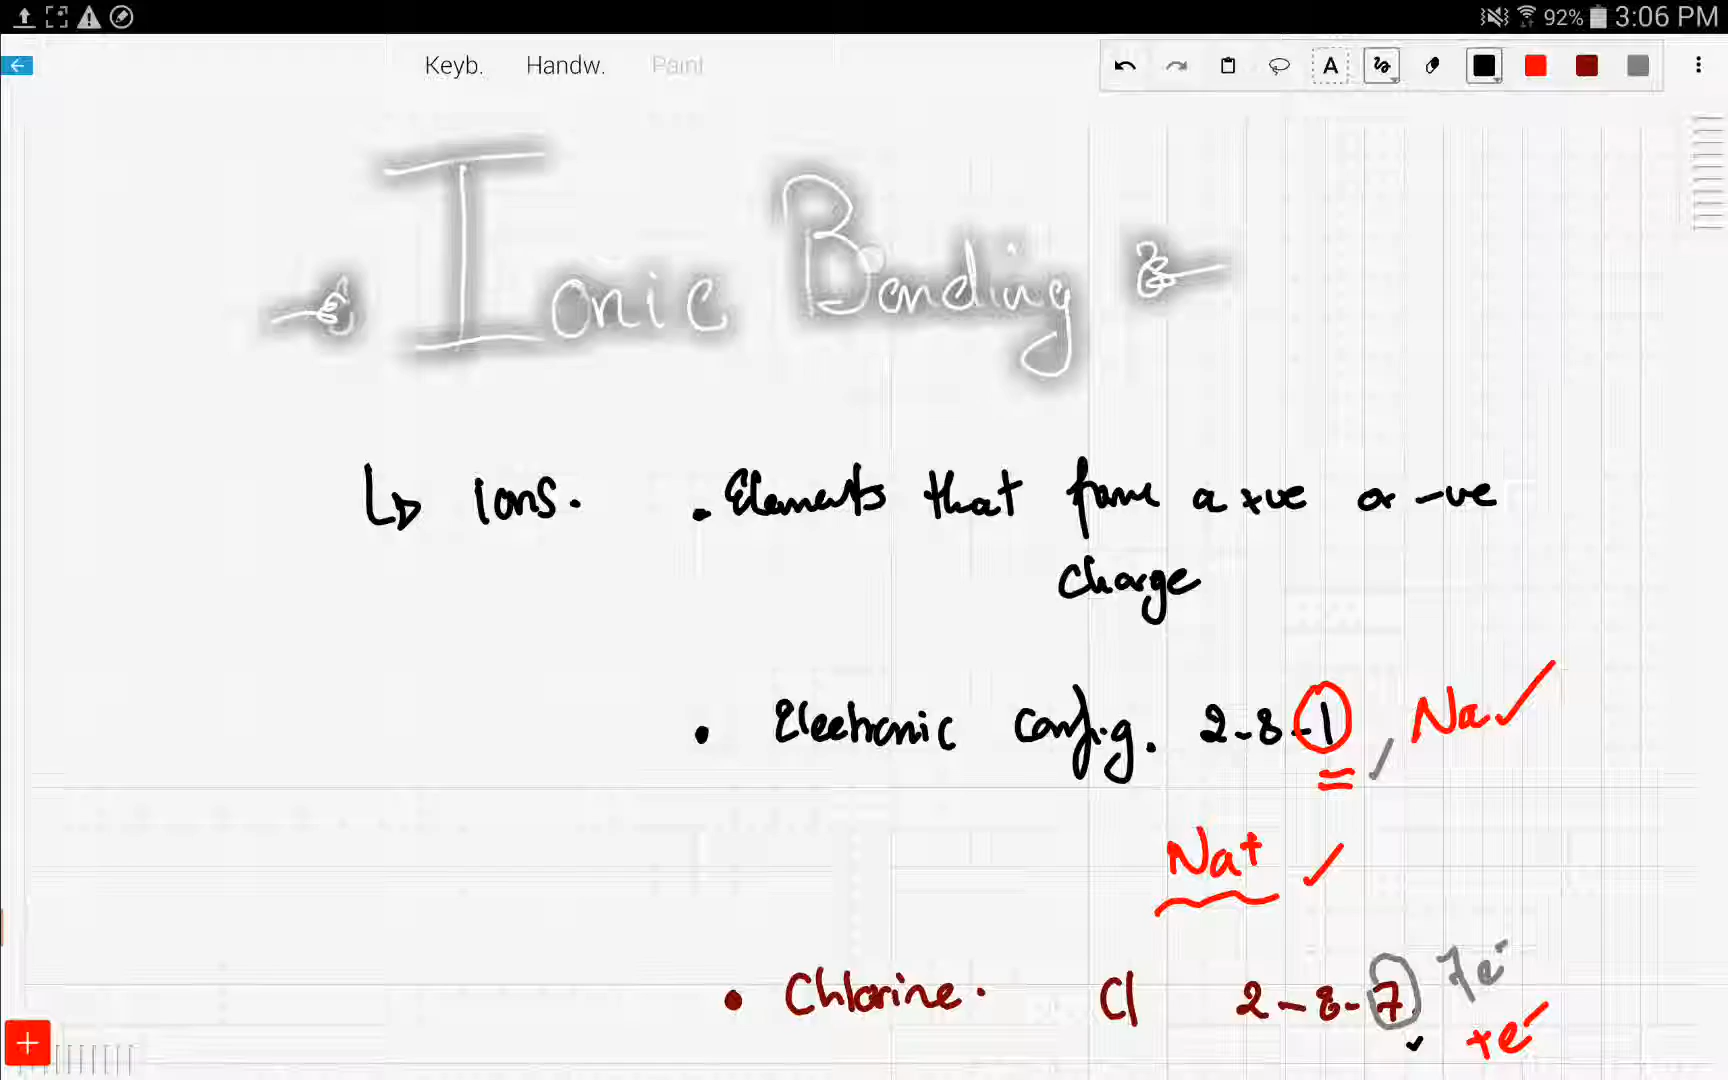 92% 3:06 PM
Keyb. Handw. Paint
A
Ionic Bonding
Ions. . Elements that form a +ve or -ve
charge
• Electronic config. 2-8-1, Na
Na+
• Chlorine. Cl 2-8-7 7e-
+e-